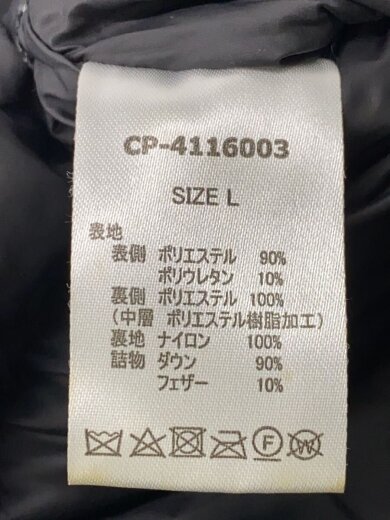 CP-4116003
SIZE L
表地
表側 ポリエステル 90%
ポリウレタン 10%
裏側 ポリエステル 100%
(中層 ポリエステル樹脂加工)
裏地 ナイロン 100%
詰物 ダウン 90%
フェザー 10%
F W